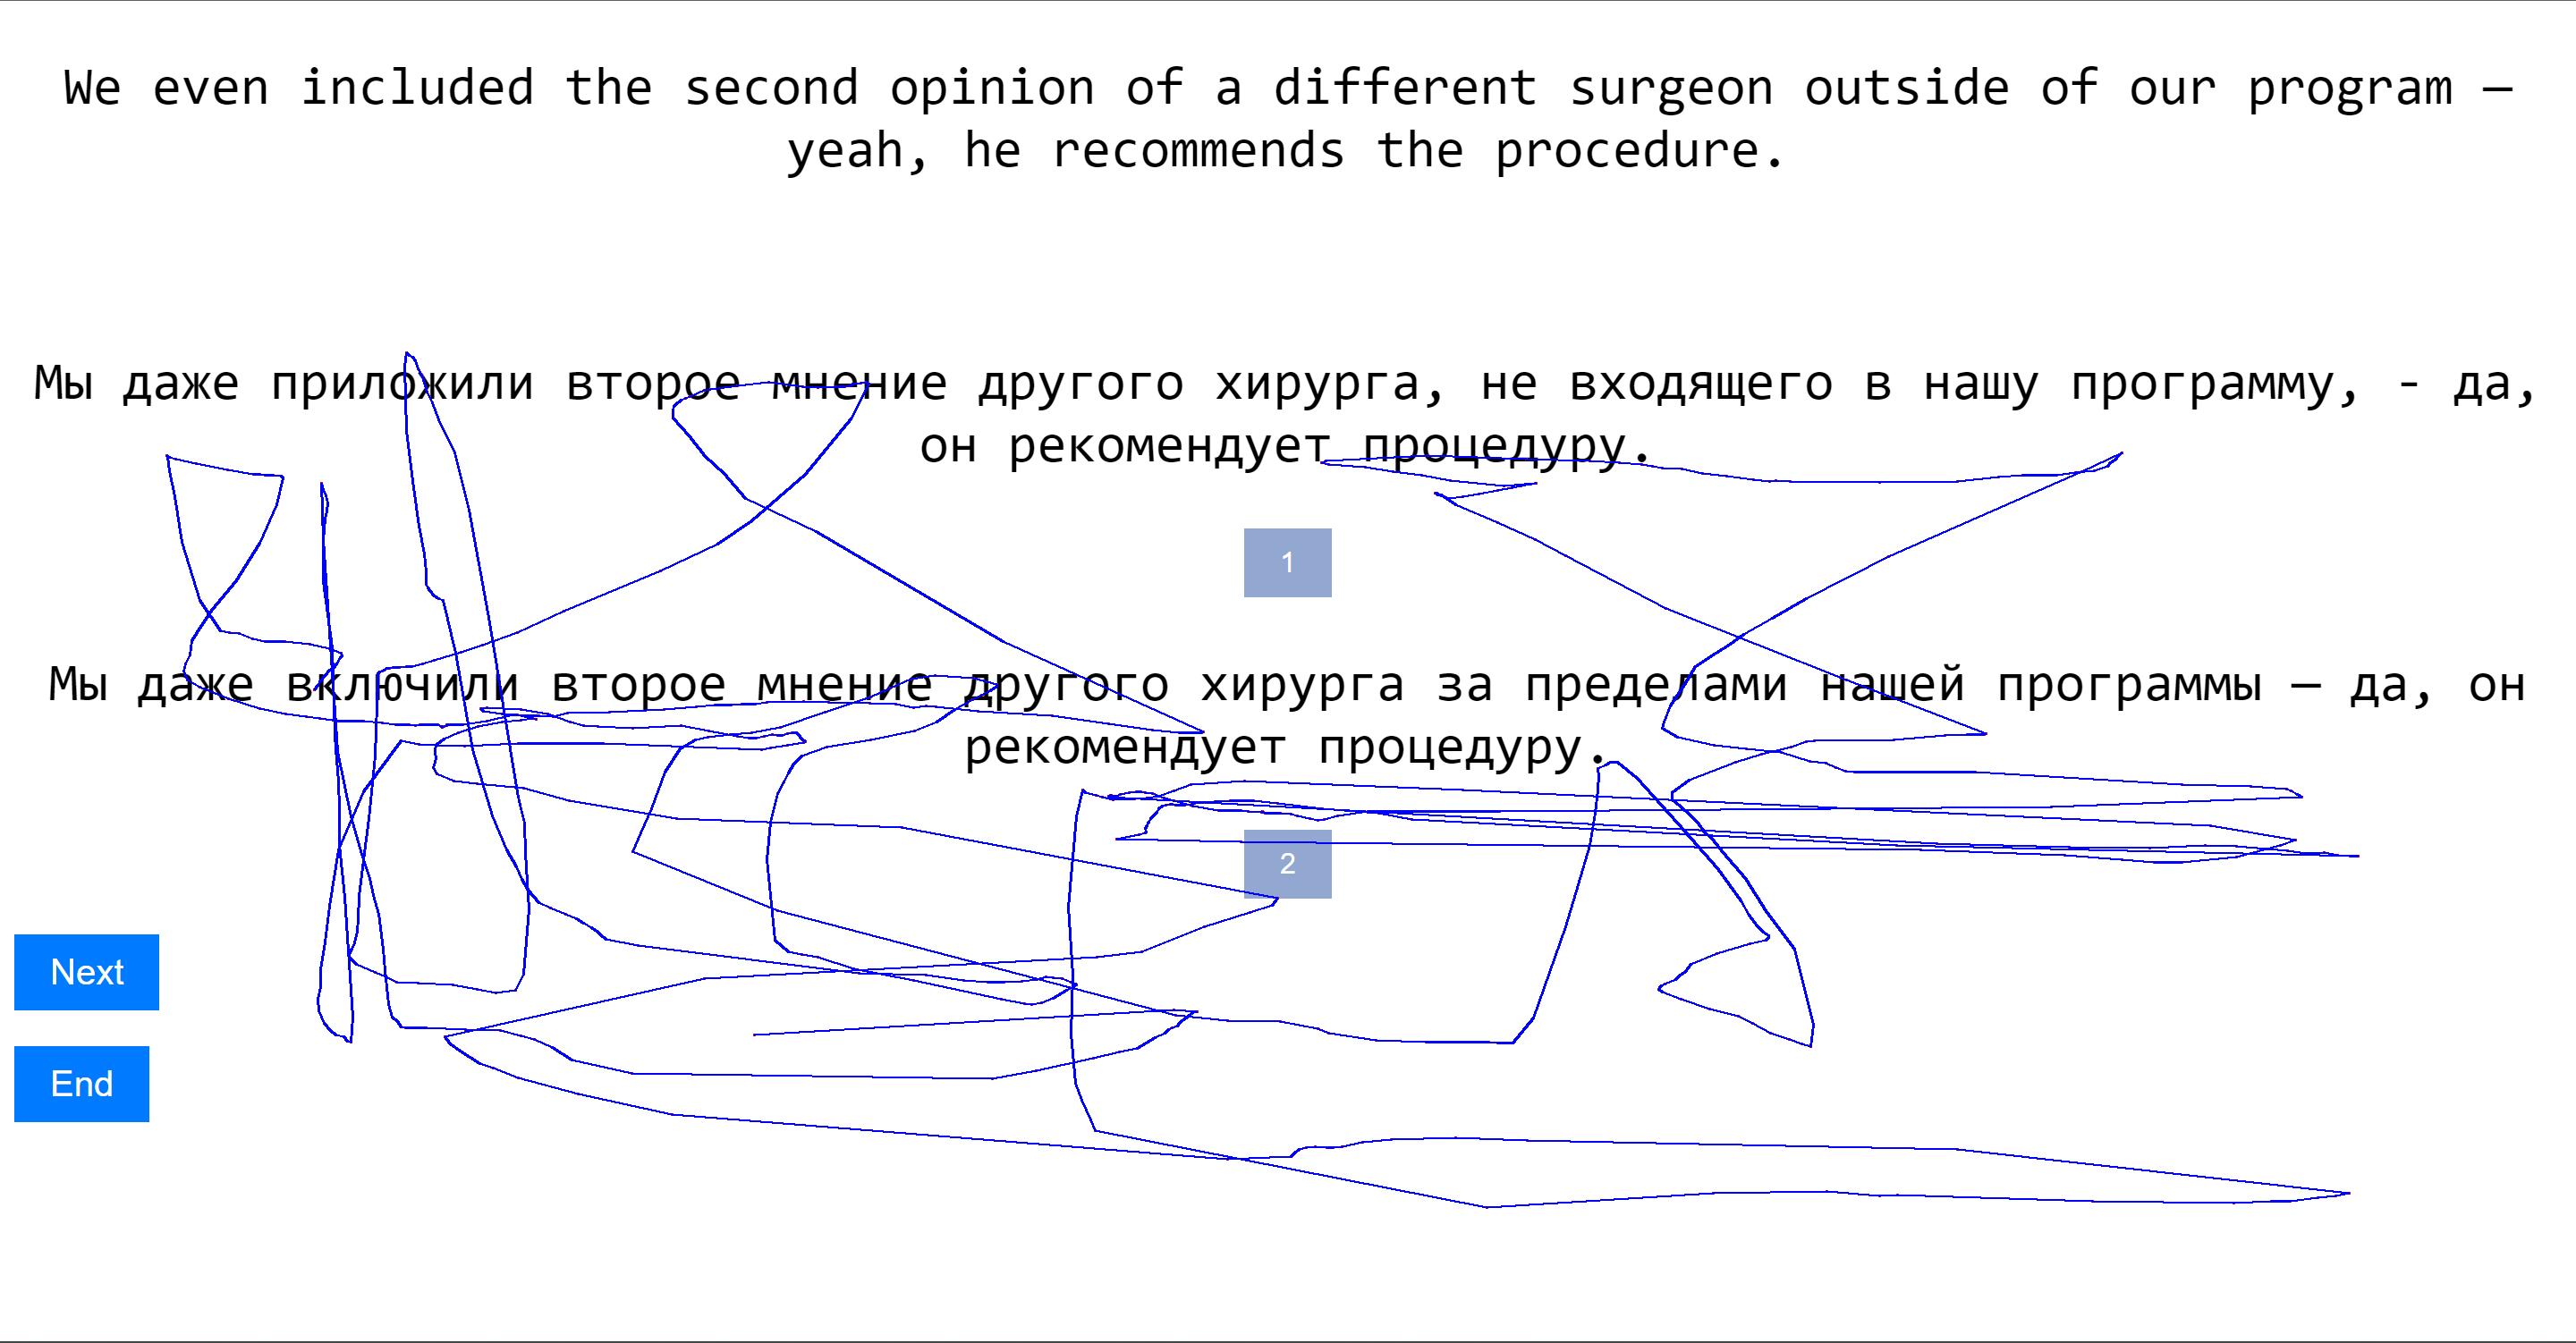 We even included the second opinion of a different surgeon outside of our program —
yeah, he recommends the procedure.
Мы даже приложили второе мнение другого хирурга, не входящего в нашу программу, - да,
он рекомендует процедуру.
1
Мы даже включили второе мнение другого хирурга за пределами нашей программы — да, он
рекомендует процедуру.
2
Next
End